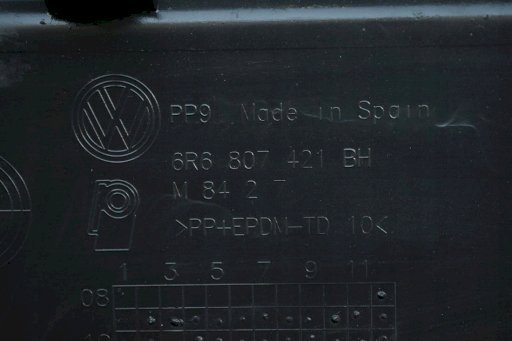 PP9 Made in Spain
6R6 807 421 BH
M 84 2 7
>PP+EPDM-TD 10<
1 3 5 7 9 11
08